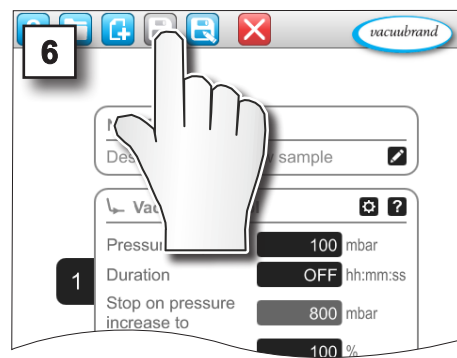 6
vacuubrand
sample
Pressu
1
100 mbar
Duration OFF hh:mm:ss
Stop on pressure
increase to
800 mbar
100 %